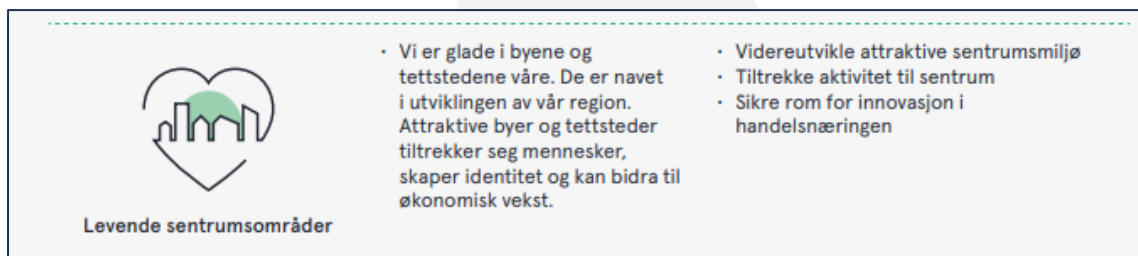 Levende sentrumsområder
· Vi er glade i byene og
tettstedene våre. De er navet
i utviklingen av vår region.
Attraktive byer og tettsteder
tiltrekker seg mennesker,
skaper identitet og kan bidra til
økonomisk vekst.
· Videreutvikle attraktive sentrumsmiljø
· Tiltrekke aktivitet til sentrum
· Sikre rom for innovasjon i
handelsnæringen